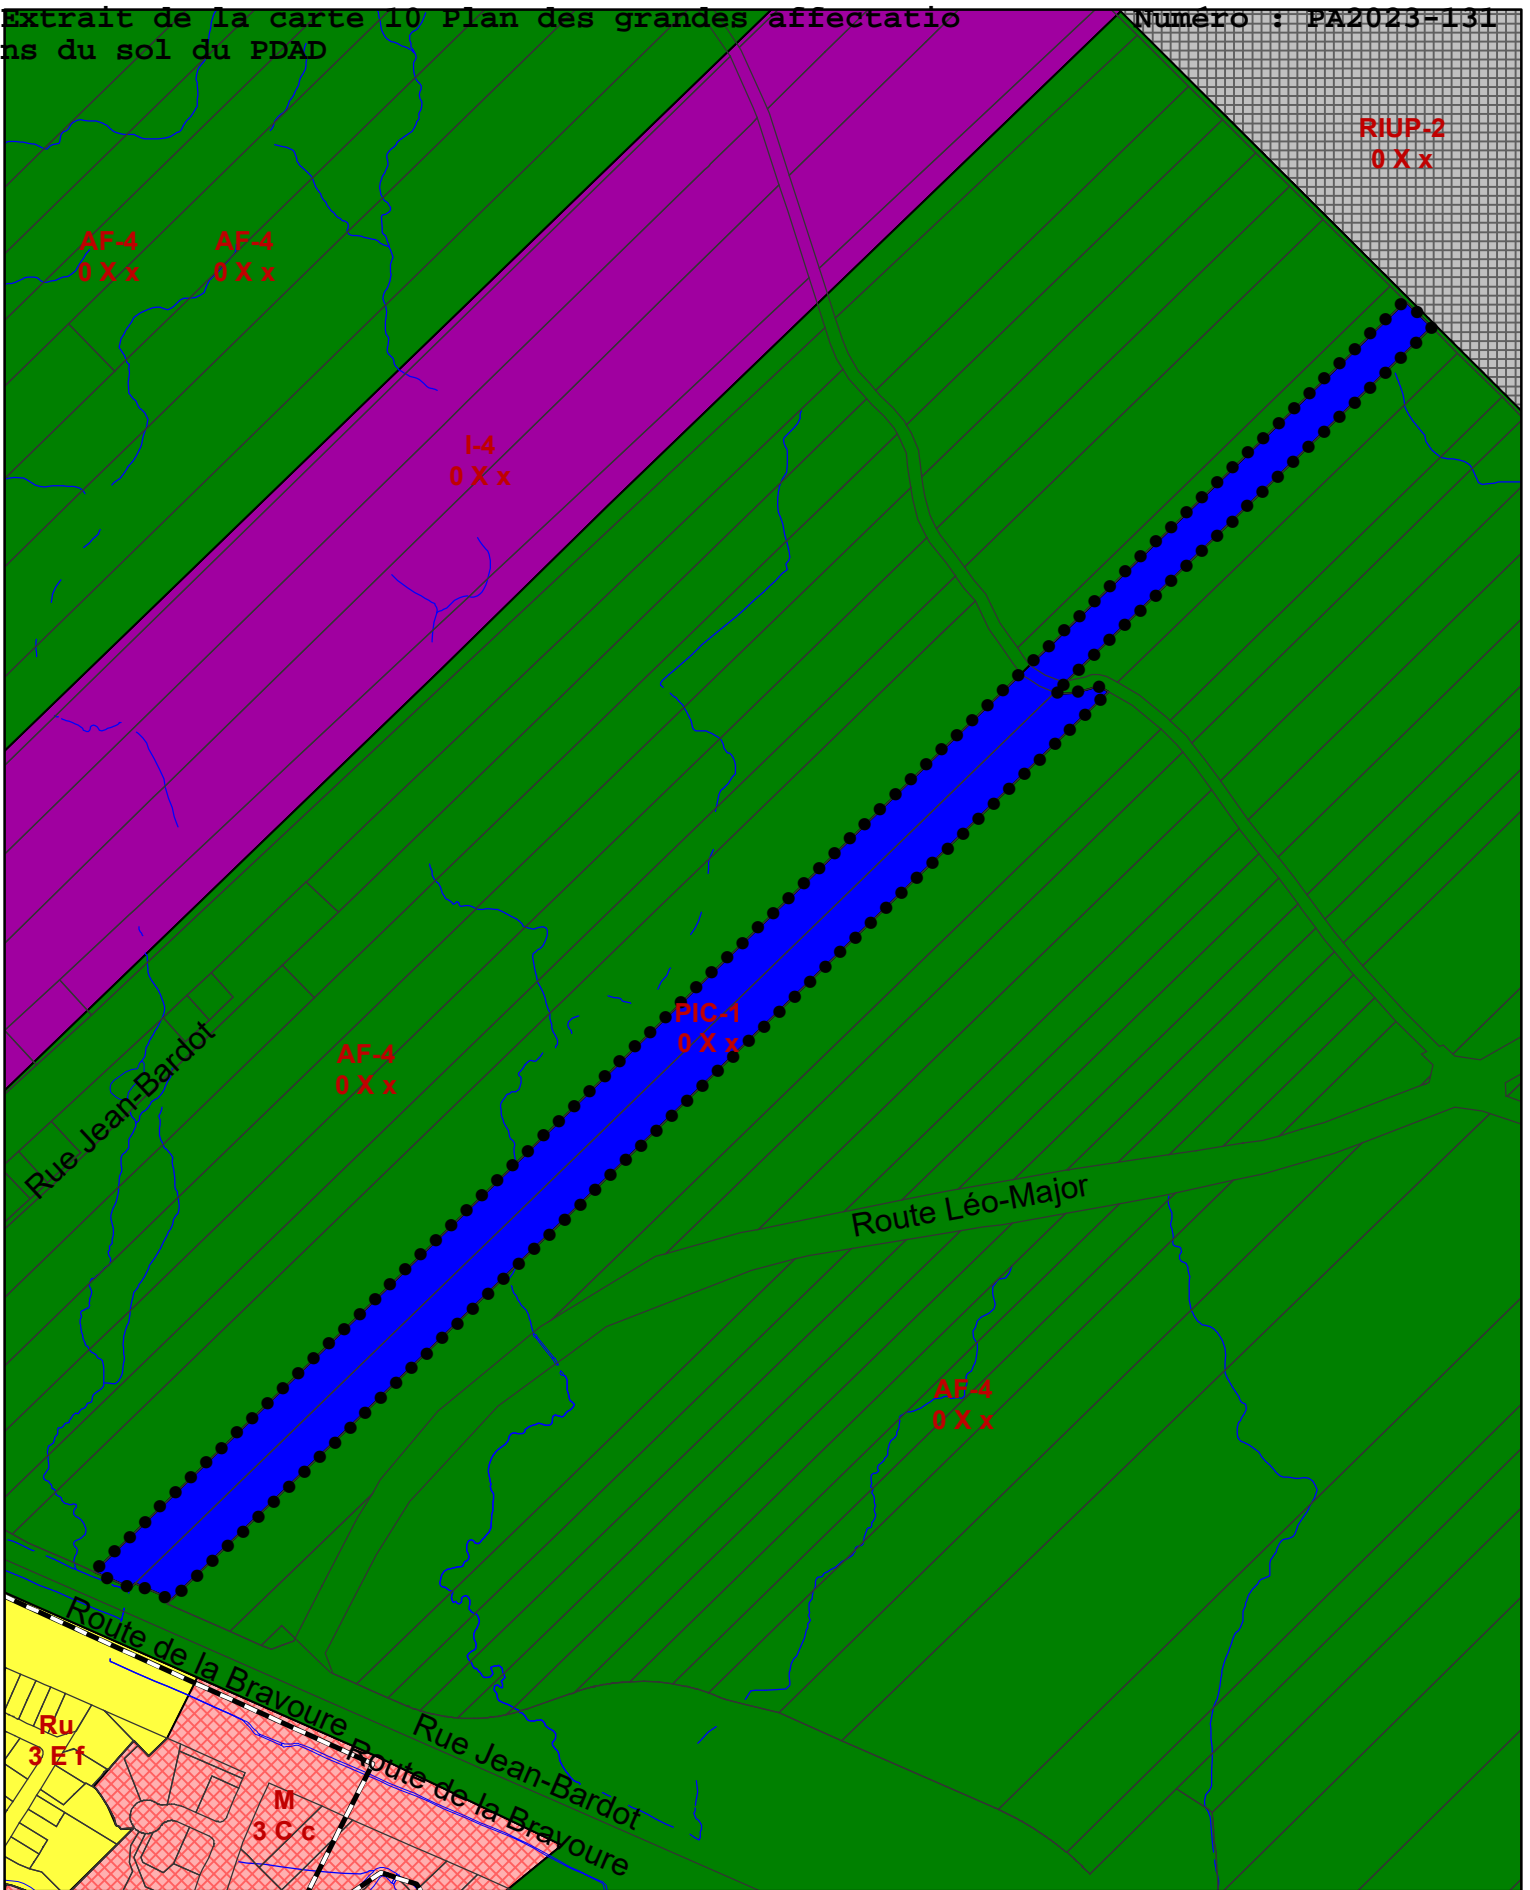 Extrait de la carte 10 Plan des grandes affectatio
ns du sol du PDAD
Numéro : PA2023-131
RIUP-2
0 X x
AF-4
0 X x
AF-4
0 X x
I-4
0 X x
PIC-1
0 X x
AF-4
0 X x
Rue Jean-Bardot
Route Léo-Major
AF-4
0 X x
Route de la Bravoure
Rue Jean-Bardot
Route de la Bravoure
Ru
3 E f
M
3 C c